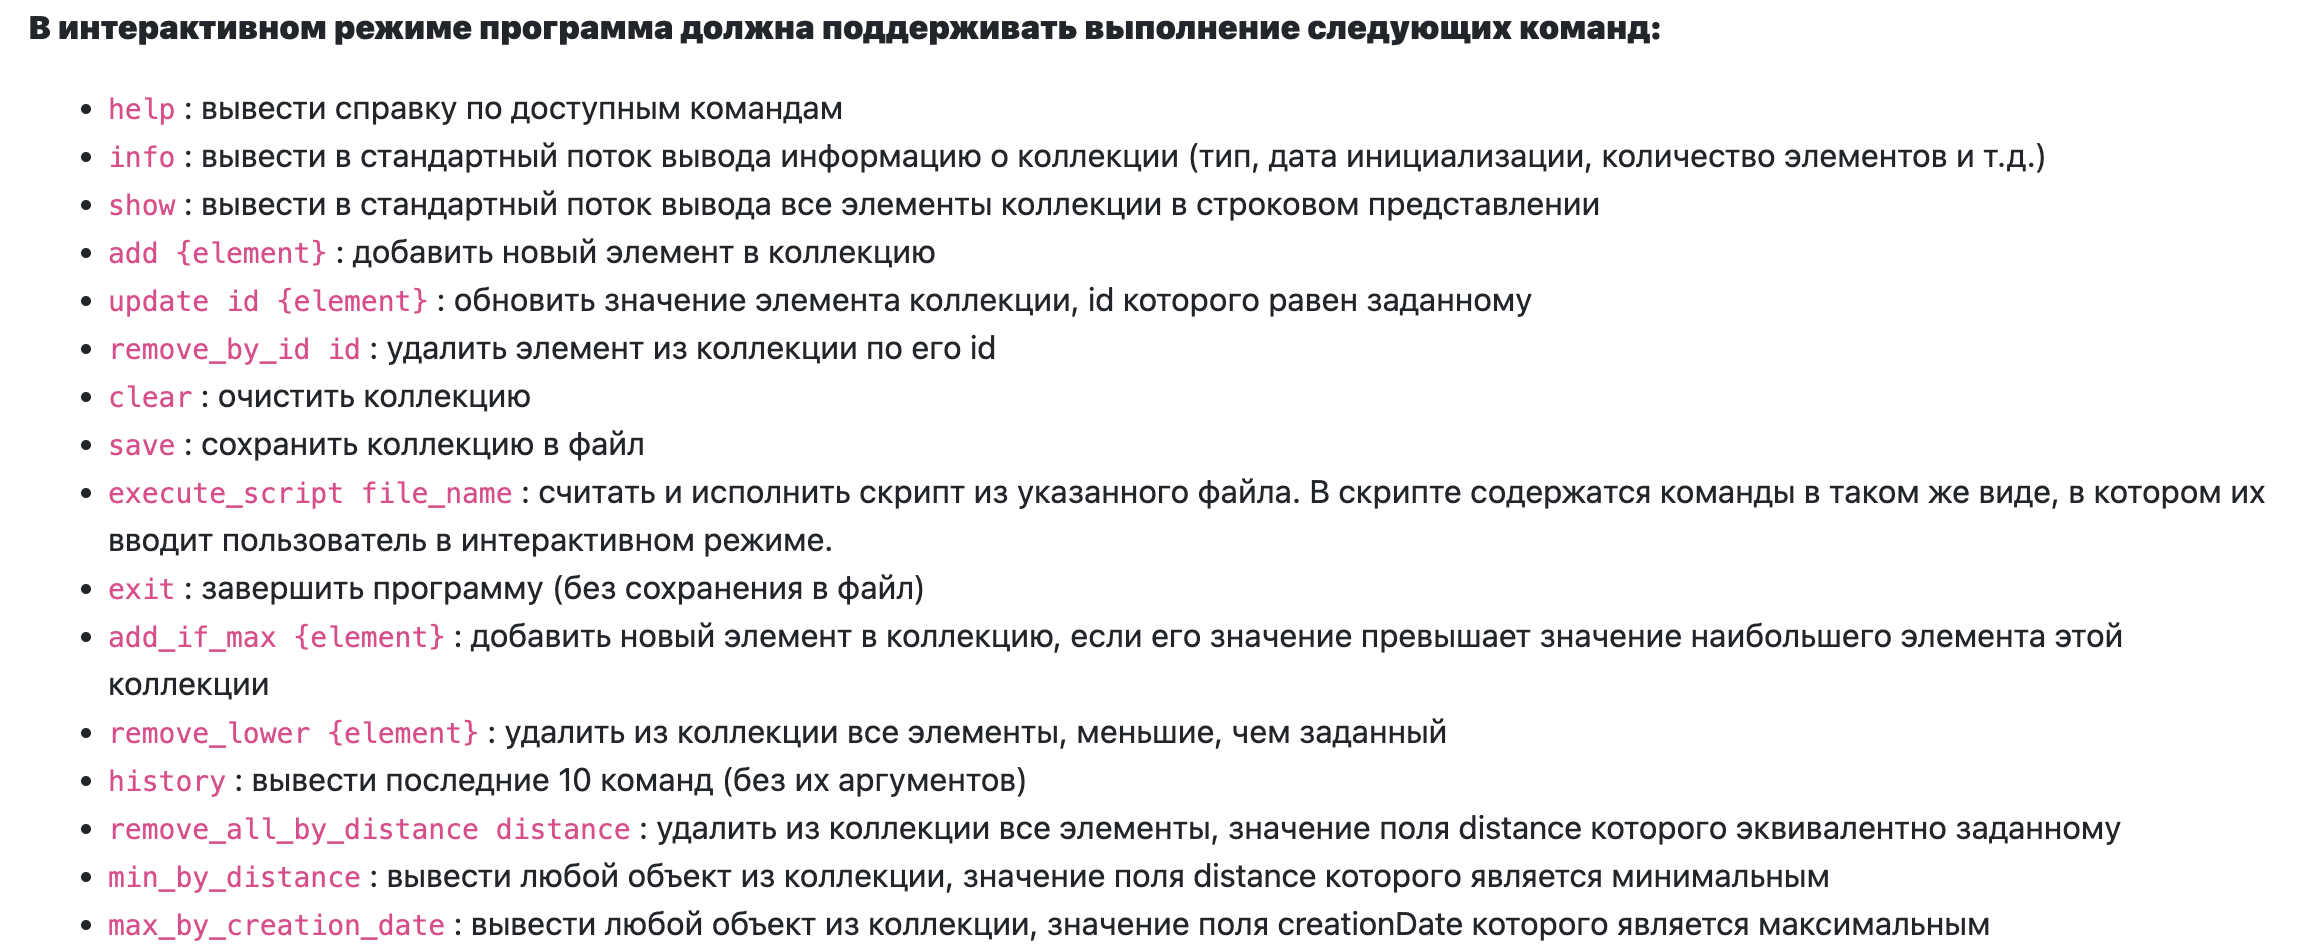 В интерактивном режиме программа должна поддерживать выполнение следующих команд:
• help : вывести справку по доступным командам
• info : вывести в стандартный поток вывода информацию о коллекции (тип, дата инициализации, количество элементов и т.д.)
• show : вывести в стандартный поток вывода все элементы коллекции в строковом представлении
• add {element} : добавить новый элемент в коллекцию
• update id {element} : обновить значение элемента коллекции, id которого равен заданному
• remove_by_id id : удалить элемент из коллекции по его id
• clear : очистить коллекцию
• save : сохранить коллекцию в файл
• execute_script file_name : считать и исполнить скрипт из указанного файла. В скрипте содержатся команды в таком же виде, в котором их
вводит пользователь в интерактивном режиме.
• exit : завершить программу (без сохранения в файл)
• add_if_max {element} : добавить новый элемент в коллекцию, если его значение превышает значение наибольшего элемента этой
коллекции
• remove_lower {element} : удалить из коллекции все элементы, меньшие, чем заданный
• history : вывести последние 10 команд (без их аргументов)
• remove_all_by_distance distance : удалить из коллекции все элементы, значение поля distance которого эквивалентно заданному
• min_by_distance : вывести любой объект из коллекции, значение поля distance которого является минимальным
• max_by_creation_date : вывести любой объект из коллекции, значение поля creationDate которого является максимальным